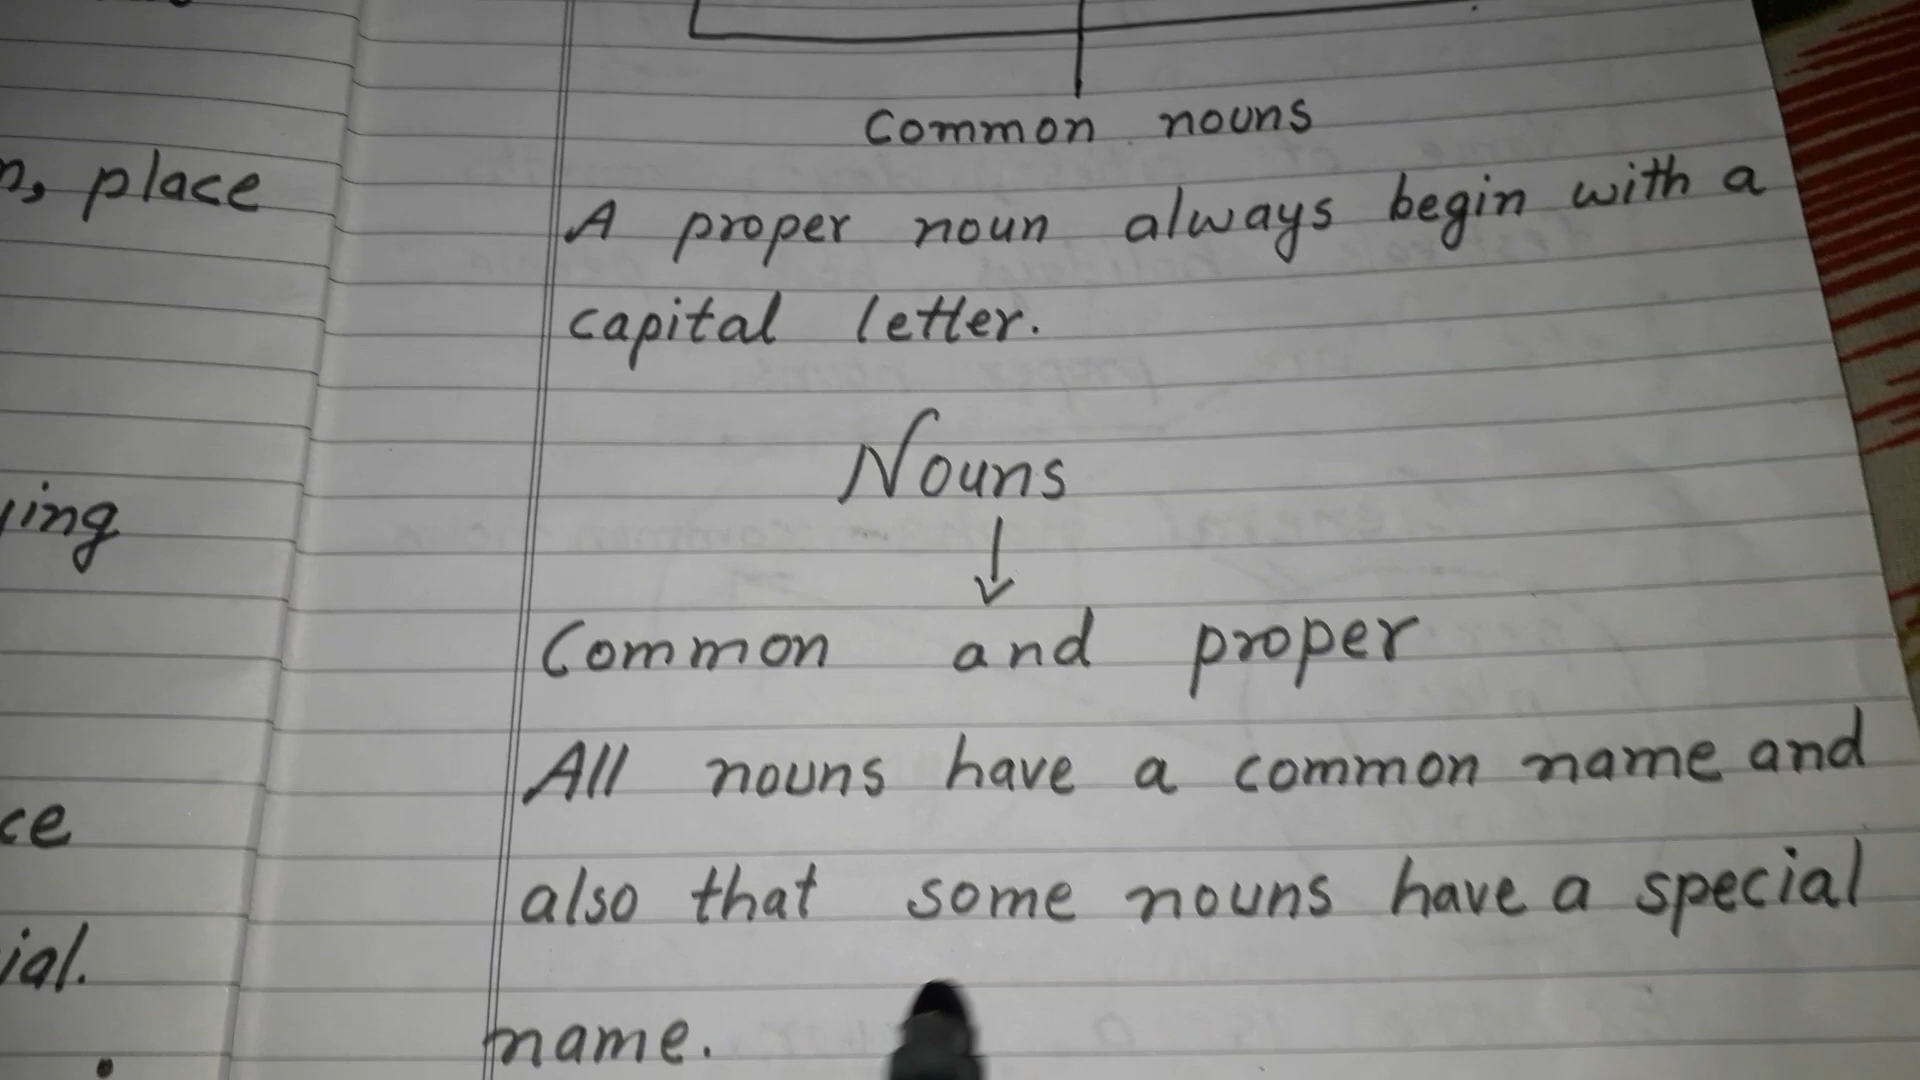 common nouns
A proper noun always begin with a
capital letter.
Nouns
Common and proper
All nouns have a common name and
also that some nouns have a special
name.
place